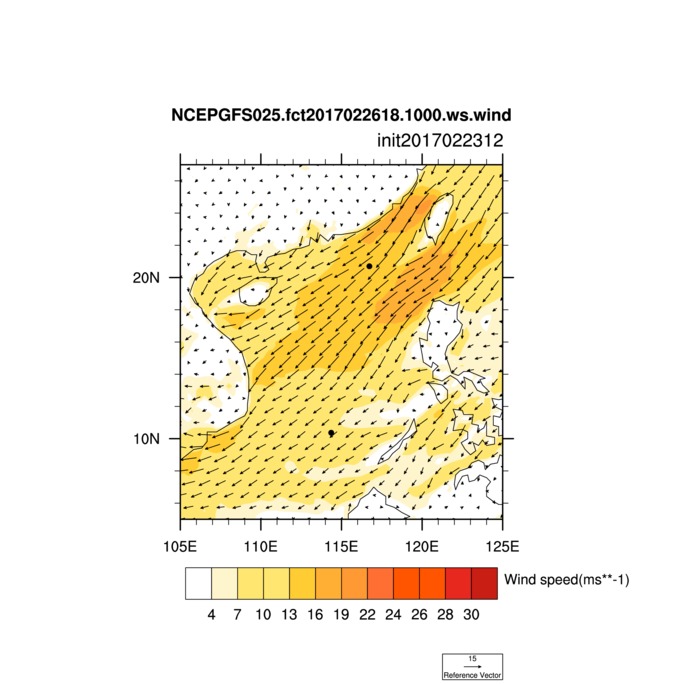 NCEPGFS025.fct2017022618.1000.ws.wind
init2017022312
20N
10N
105E 110E 115E 120E 125E
Wind speed(ms**-1)
4 7 10 13 16 19 22 24 26 28 30
15
Reference Vector